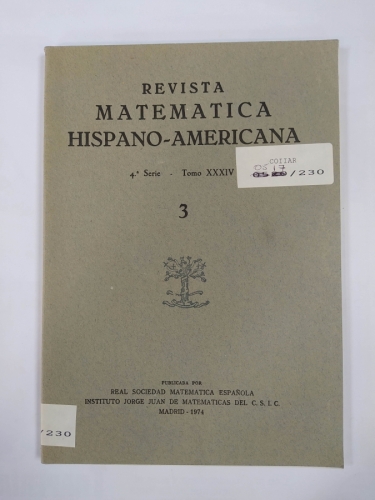 REVISTA
MATEMATICA
HISPANO-AMERICANA
4.ª Serie - Tomo XXXIV
COIIAR
/230
3
PUBLICADA POR
REAL SOCIEDAD MATEMATICA ESPAÑOLA
INSTITUTO JORGE JUAN DE MATEMATICAS DEL C. S. I. C.
MADRID - 1974
/230